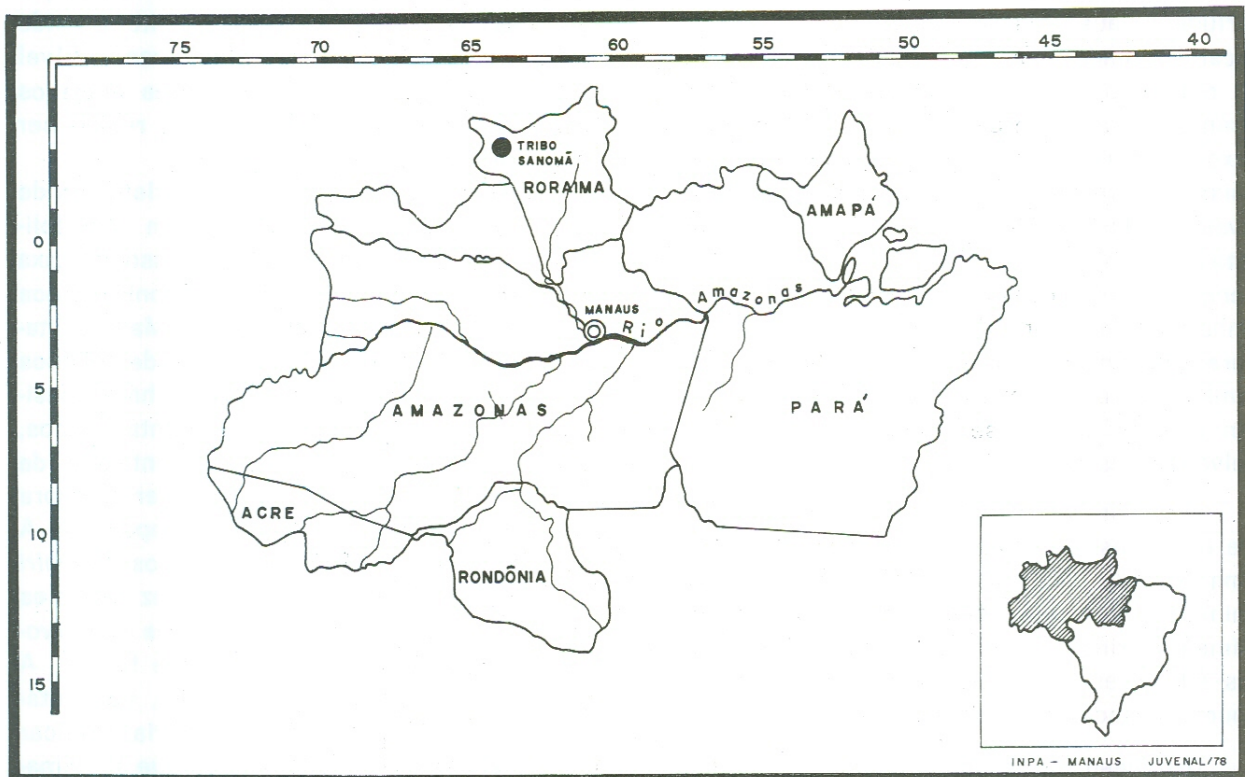 75 70 65 60 55 50 45 40
TRIBO
SANOMÃ
RORAIMA
AMAPÁ
0
MANAUS
Rio Amazonas
5
AMAZONAS
PARÁ
ACRE
10
RONDÔNIA
15
INPA - MANAUS JUVENAL/78